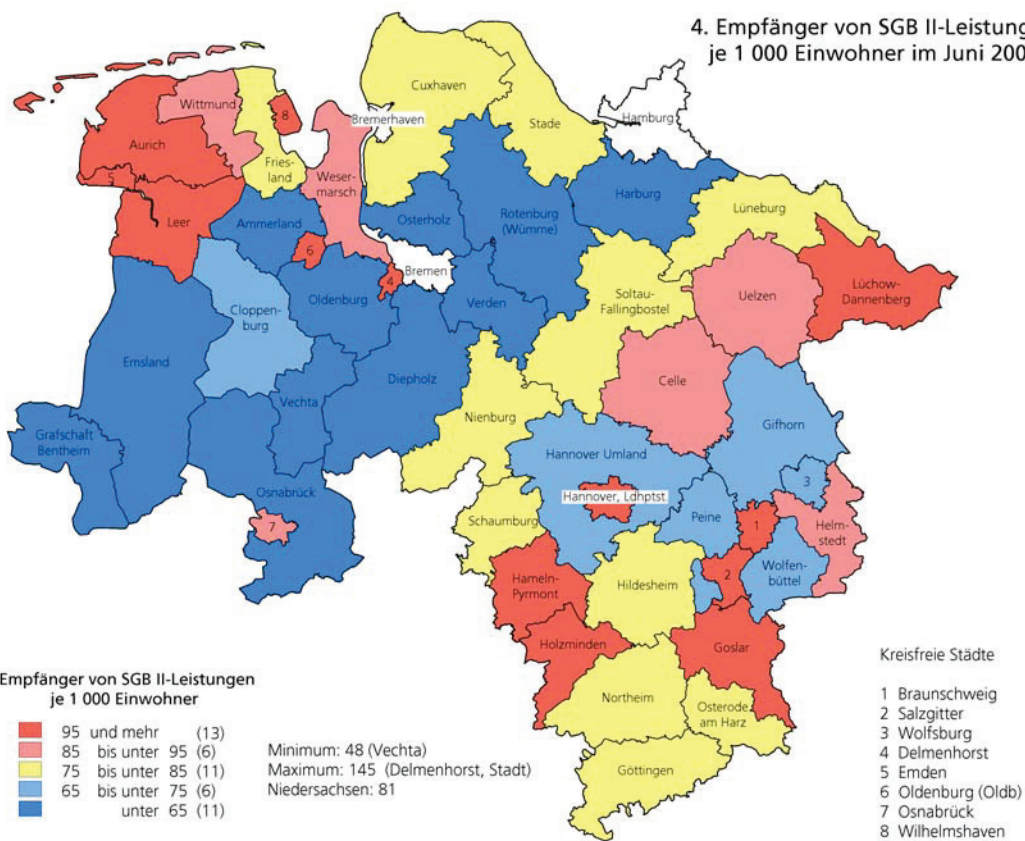 4. Empfänger von SGB II-Leistung
je 1 000 Einwohner im Juni 200
Cuxhaven
Bremerhaven
Stade
Hamburg
Wittmund
8
Aurich
Fries-
land
Weser-
marsch
5
Leer
Ammerland
Osterholz
Rotenburg
(Wümme)
Harburg
Lüneburg
6
4
Bremen
Oldenburg
Verden
Soltau-
Fallingbostel
Uelzen
Lüchow-
Dannenberg
Cloppen-
burg
Emsland
Vechta
Diepholz
Celle
Nienburg
Gifhorn
Grafschaft
Bentheim
Hannover Umland
3
Osnabrück
Hannover, Ldhptst.
7
Schaumburg
Peine
1
Helm-
stedt
Hameln-
Pyrmont
Hildesheim
2
Wolfen-
büttel
Holzminden
Goslar
Northeim
Osterode
am Harz
Göttingen
Empfänger von SGB II-Leistungen
je 1 000 Einwohner
95 und mehr (13)
85 bis unter 95 (6)
75 bis unter 85 (11)
65 bis unter 75 (6)
unter 65 (11)
Minimum: 48 (Vechta)
Maximum: 145 (Delmenhorst, Stadt)
Niedersachsen: 81
Kreisfreie Städte
1 Braunschweig
2 Salzgitter
3 Wolfsburg
4 Delmenhorst
5 Emden
6 Oldenburg (Oldb)
7 Osnabrück
8 Wilhelmshaven